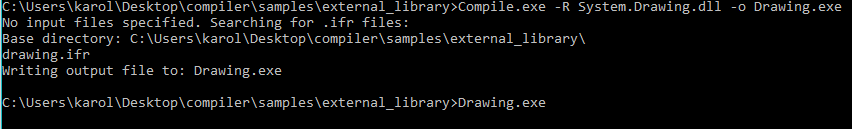 C:\Users\karol\Desktop\compiler\samples\external_library>Compile.exe -R System.Drawing.dll -o Drawing.exe
No input files specified. Searching for .ifr files:
Base directory: C:\Users\karol\Desktop\compiler\samples\external_library\
drawing.ifr
Writing output file to: Drawing.exe
C:\Users\karol\Desktop\compiler\samples\external_library>Drawing.exe